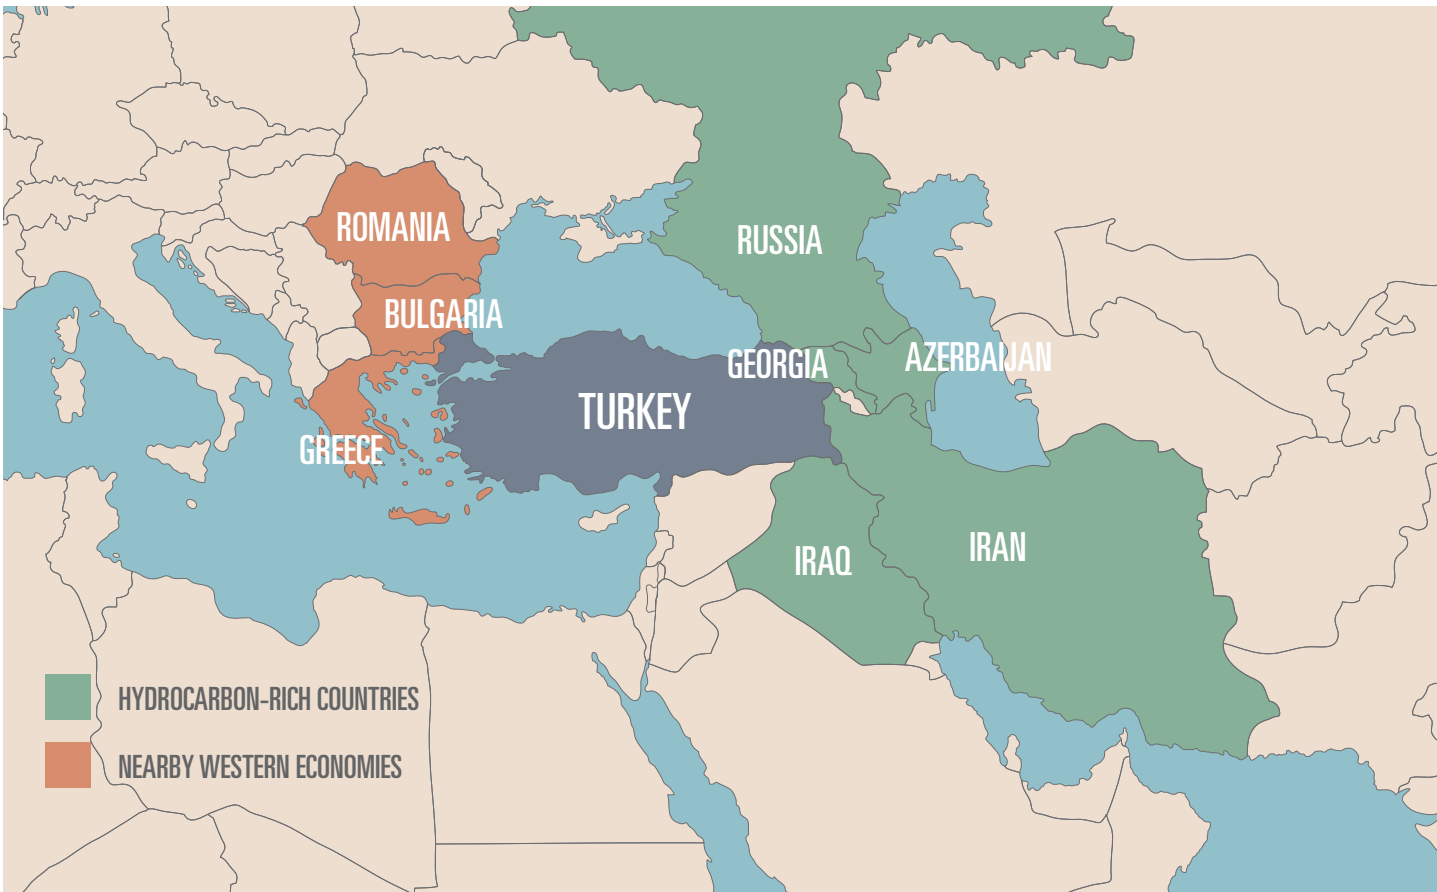 ROMANIA
RUSSIA
BULGARIA
GEORGIA
AZERBAIJAN
TURKEY
GREECE
IRAQ
IRAN
HYDROCARBON-RICH COUNTRIES
NEARBY WESTERN ECONOMIES